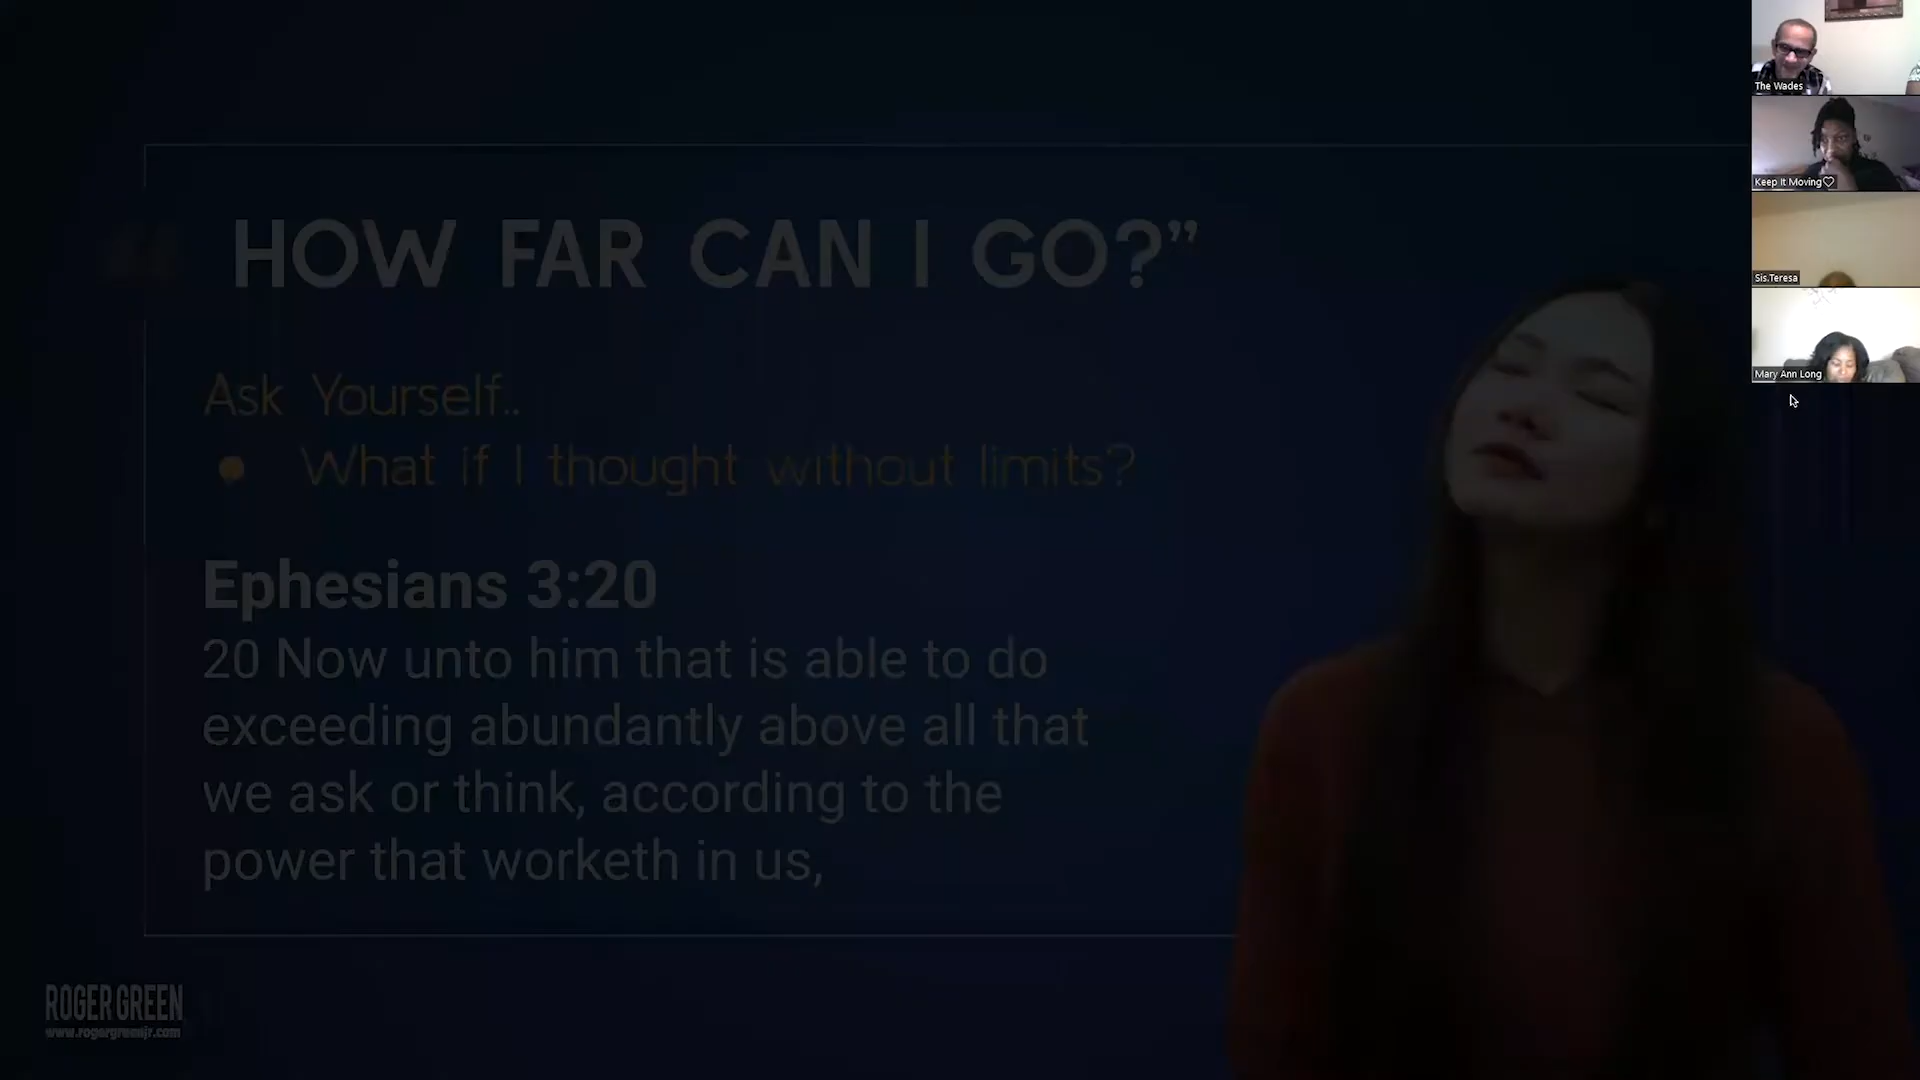 HOW FAR CAN I GO?”
Ask Yourself..
What if I thought without limits?
Ephesians 3:20
20 Now unto him that is able to do
exceeding abundantly above all that
we ask or think, according to the
power that worketh in us,
ROGER GREEN
www.rogergreenjr.com
The Wades
Keep It Moving♡
Sis.Teresa
Mary Ann Long